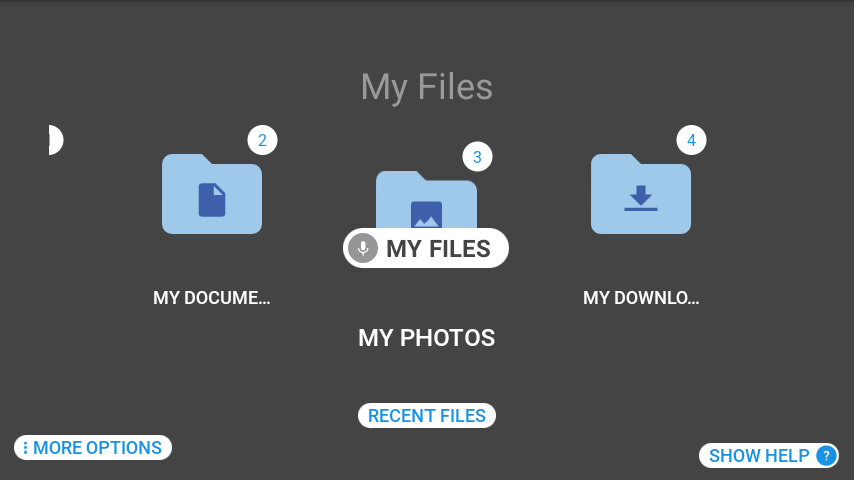 My Files
2
3
4
MY FILES
MY DOCUME...
MY DOWNLO...
MY PHOTOS
RECENT FILES
MORE OPTIONS
SHOW HELP ?